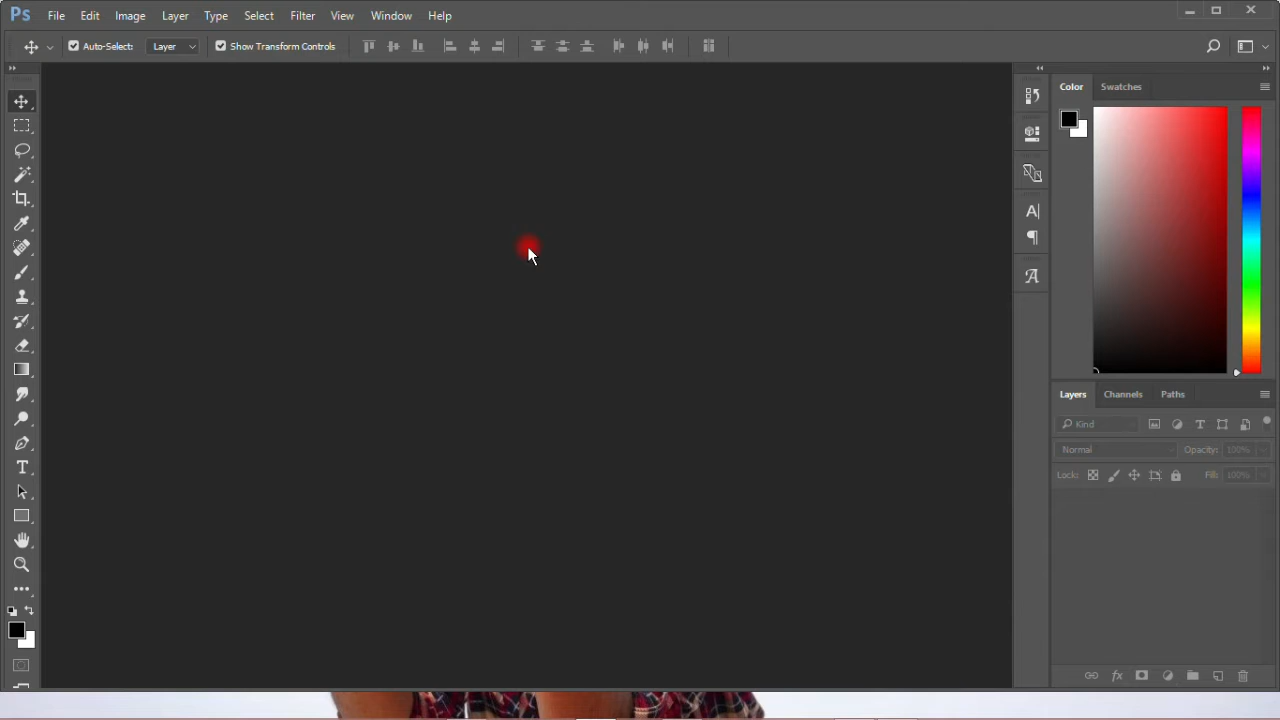 Ps File Edit Image Layer Type Select Filter View Window Help
Auto-Select: Layer Show Transform Controls
Color Swatches
A|
Layers Channels Paths
Kind
Normal Opacity: 100%
Lock: Fill: 100%
fx